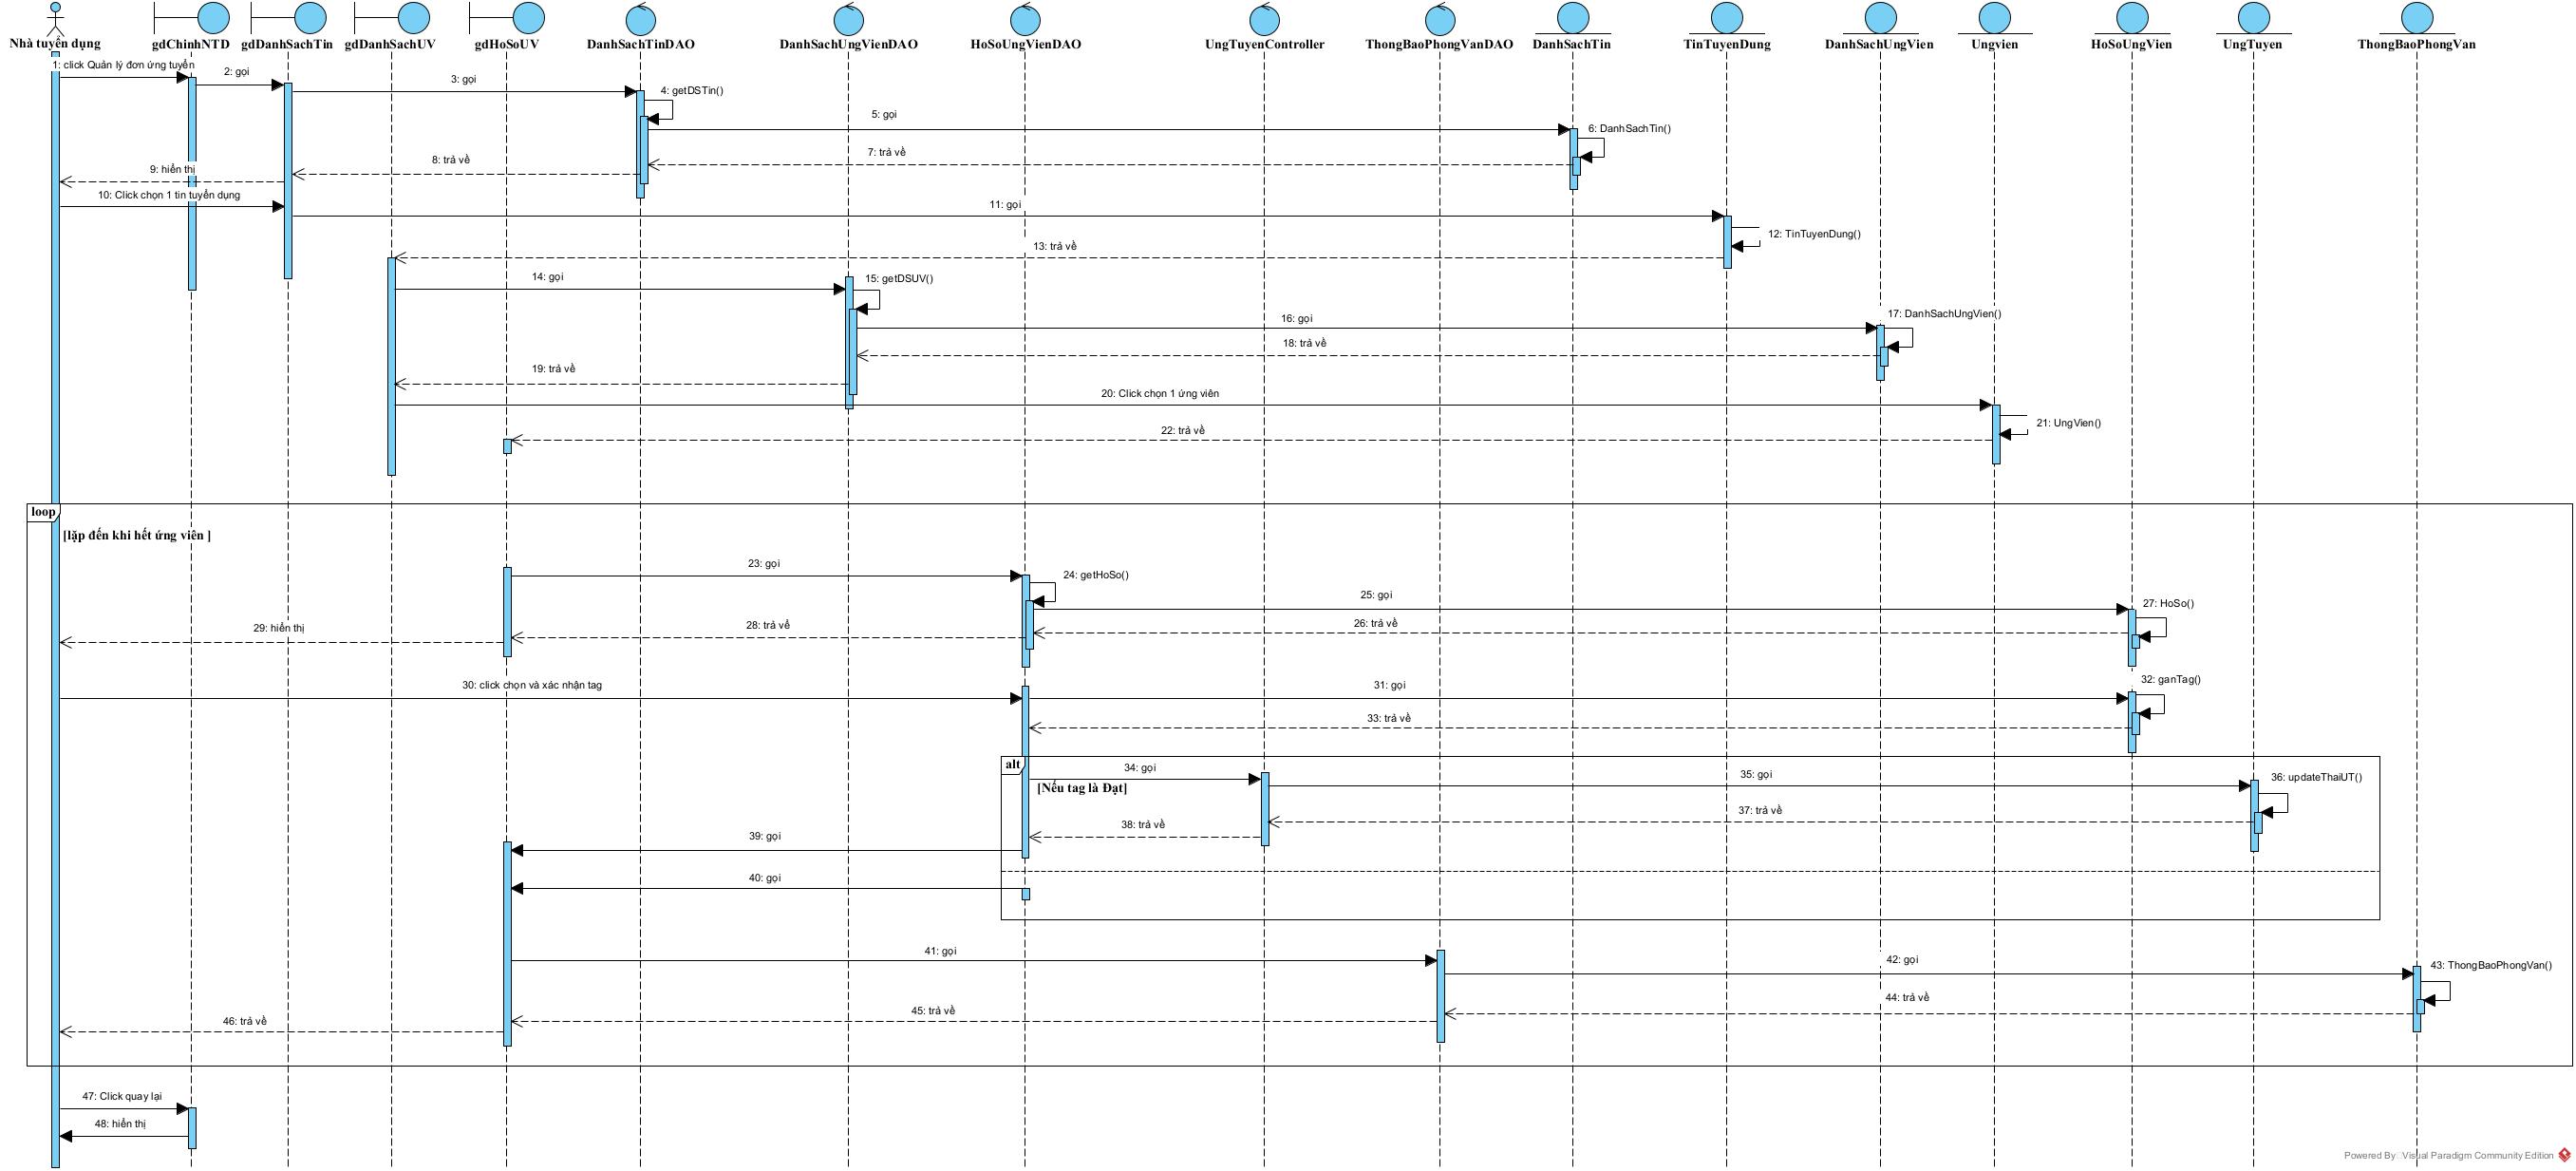 Nhà tuyển dụng
gdChinhNTD
gdDanhSachTin
gdDanhSachUV
gdHoSoUV
DanhSachTinDAO
DanhSachUngVienDAO
HoSoUngVienDAO
UngTuyenController
ThongBaoPhongVanDAO
DanhSachTin
TinTuyenDung
DanhSachUngVien
Ungvien
HoSoUngVien
UngTuyen
ThongBaoPhongVan
1: click Quản lý đơn ứng tuyển
2: gọi
3: gọi
4: getDSTin()
5: gọi
6: DanhSachTin()
7: trả về
8: trả về
9: hiển thị
10: Click chọn 1 tin tuyển dụng
11: gọi
12: TinTuyenDung()
13: trả về
14: gọi
15: getDSUV()
16: gọi
17: DanhSachUngVien()
18: trả về
19: trả về
20: Click chọn 1 ứng viên
21: UngVien()
22: trả về
loop
[lặp đến khi hết ứng viên ]
23: gọi
24: getHoSo()
25: gọi
27: HoSo()
26: trả về
28: trả về
29: hiển thị
30: click chọn và xác nhận tag
31: gọi
32: ganTag()
33: trả về
alt
34: gọi
[Nếu tag là Đạt]
35: gọi
36: updateThaiUT()
37: trả về
38: trả về
39: gọi
40: gọi
41: gọi
42: gọi
43: ThongBaoPhongVan()
44: trả về
45: trả về
46: trả về
47: Click quay lại
48: hiển thị
Powered By Visual Paradigm Community Edition